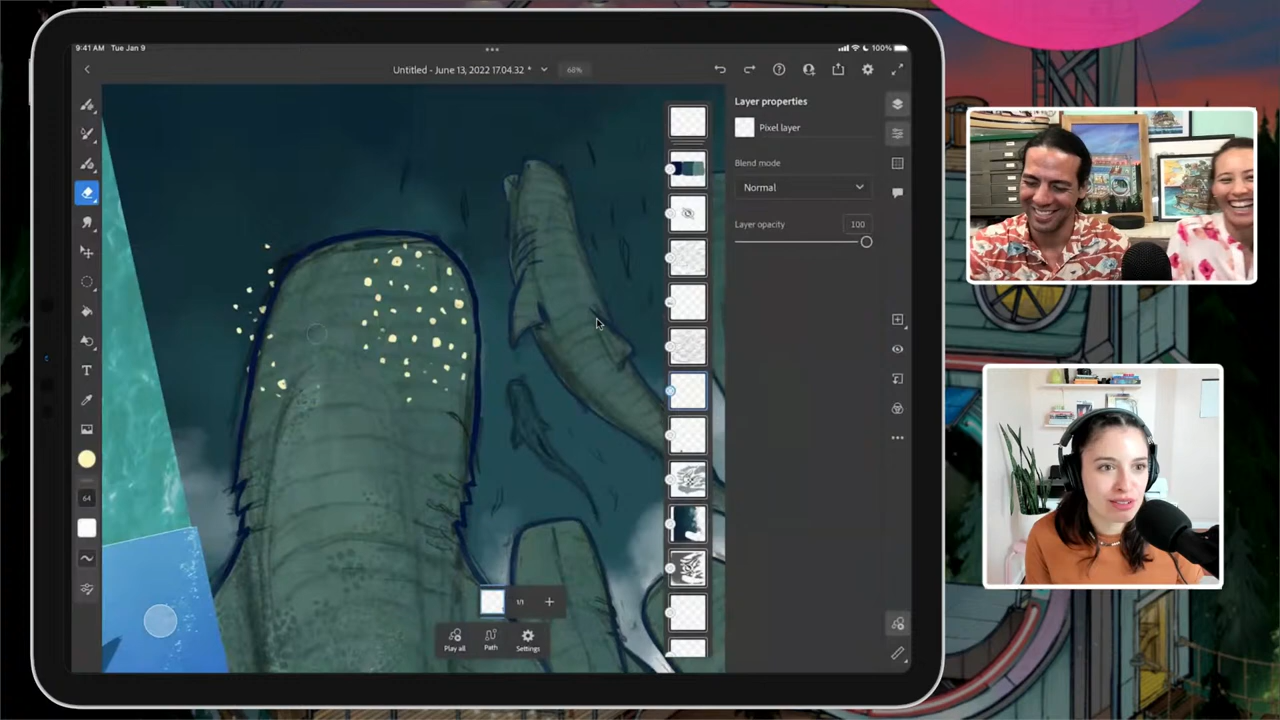 9:41 AM Tue Jan 9
100%
Untitled - June 13, 2022 17.04.32 *
68%
Layer properties
Pixel layer
Blend mode
Normal
Layer opacity
100
T
64
1/1
Play all
Path
Settings